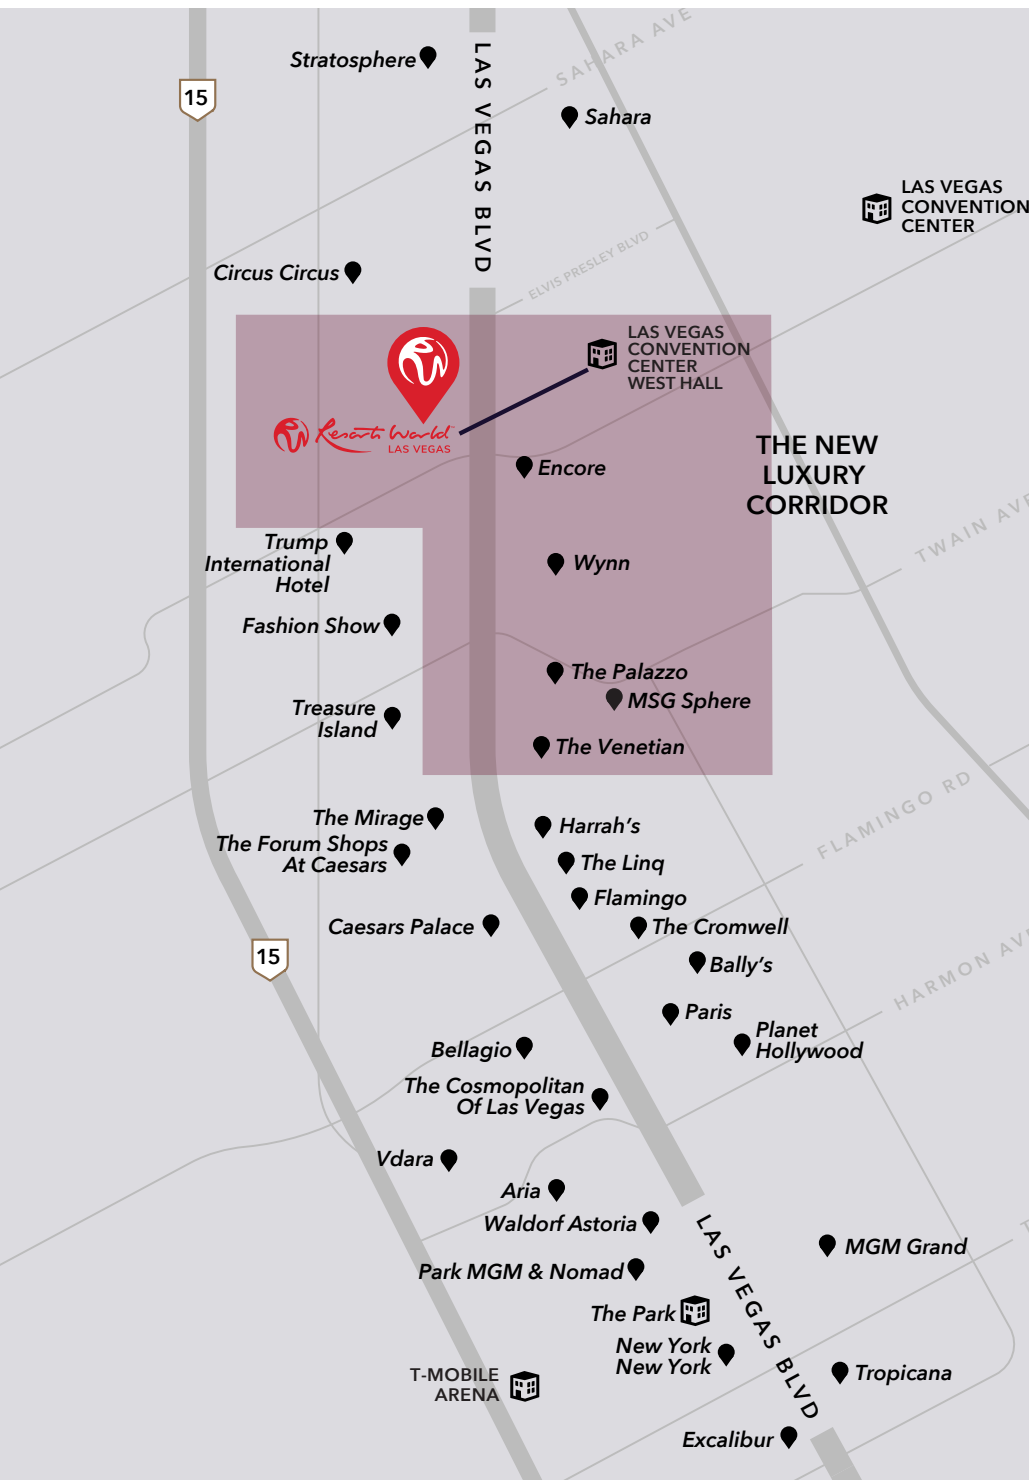 SAHARA AVE
LAS VEGAS BLVD
Stratosphere
15
Sahara
LAS VEGAS
CONVENTION
CENTER
ELVIS PRESLEY BLVD
Circus Circus
LAS VEGAS
CONVENTION
CENTER
WEST HALL
Resorts World
LAS VEGAS
THE NEW
LUXURY
CORRIDOR
Encore
TWAIN AVE
Trump
International
Hotel
Wynn
Fashion Show
The Palazzo
MSG Sphere
Treasure
Island
The Venetian
FLAMINGO RD
The Mirage
Harrah's
The Forum Shops
At Caesars
The Linq
Flamingo
Caesars Palace
The Cromwell
15
Bally's
HARMON AVE
Paris
Planet
Hollywood
Bellagio
The Cosmopolitan
Of Las Vegas
Vdara
Aria
Waldorf Astoria
LAS VEGAS BLVD
MGM Grand
Park MGM & Nomad
The Park
New York
New York
T-MOBILE
ARENA
Tropicana
Excalibur